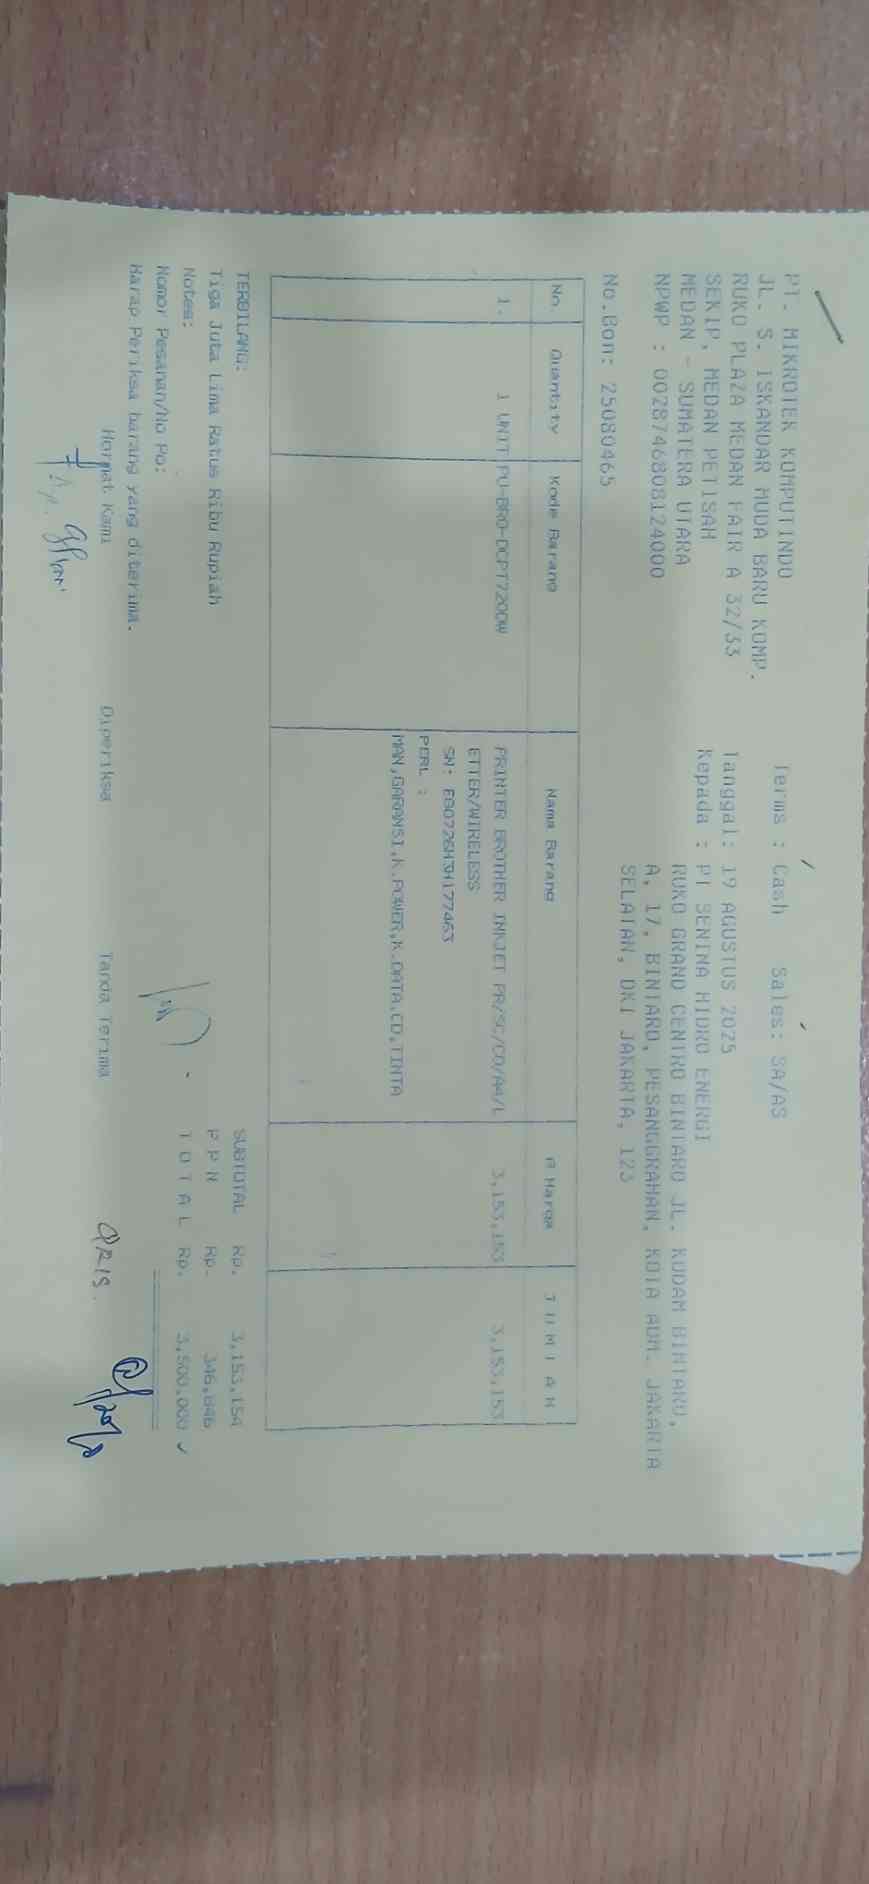 PT. MIKROTEK KOMPUTINDO
JL. S. ISKANDAR MUDA BARU KOMP.
RUKO PLAZA MEDAN FAIR A 32/33
SEKIP, MEDAN PETISAH
MEDAN - SUMATERA UTARA
NPWP : 0028746808124000
No.Bon: 25080465
Terms : Cash Sales: SA/AS
Tanggal: 19 AGUSTUS 2025
Kepada : PT SENINA HIDRO ENERGI
RUKO GRAND CENTRO BINTARO JL. KODAM BINTARO,
A, 17, BINTARO, PESANGGRAHAN, KOTA ADM. JAKARTA
SELATAN, DKI JAKARTA, 123
No. Quantity Kode Barang Nama Barang @ Harga J U M L A H
1. 1 UNIT PU-BRO-DCPT720DW PRINTER BROTHER INKJET PR/SC/CO/A4/L 3,153,153 3,153,153
ETTER/WIRELESS
SN: E80726H3H177463
PERL :
MAN,GARANSI,K.POWER,K.DATA,CD,TINTA
TERBILANG:
Tiga Juta Lima Ratus Ribu Rupiah
Notes:
Nomor Pesanan/No Po:
Harap Periksa barang yang diterima.
SUBTOTAL Rp. 3,153,154
P P N Rp. 346,846
T O T A L Rp. 3,500,000
Hormat Kami Diperiksa Tanda Terima